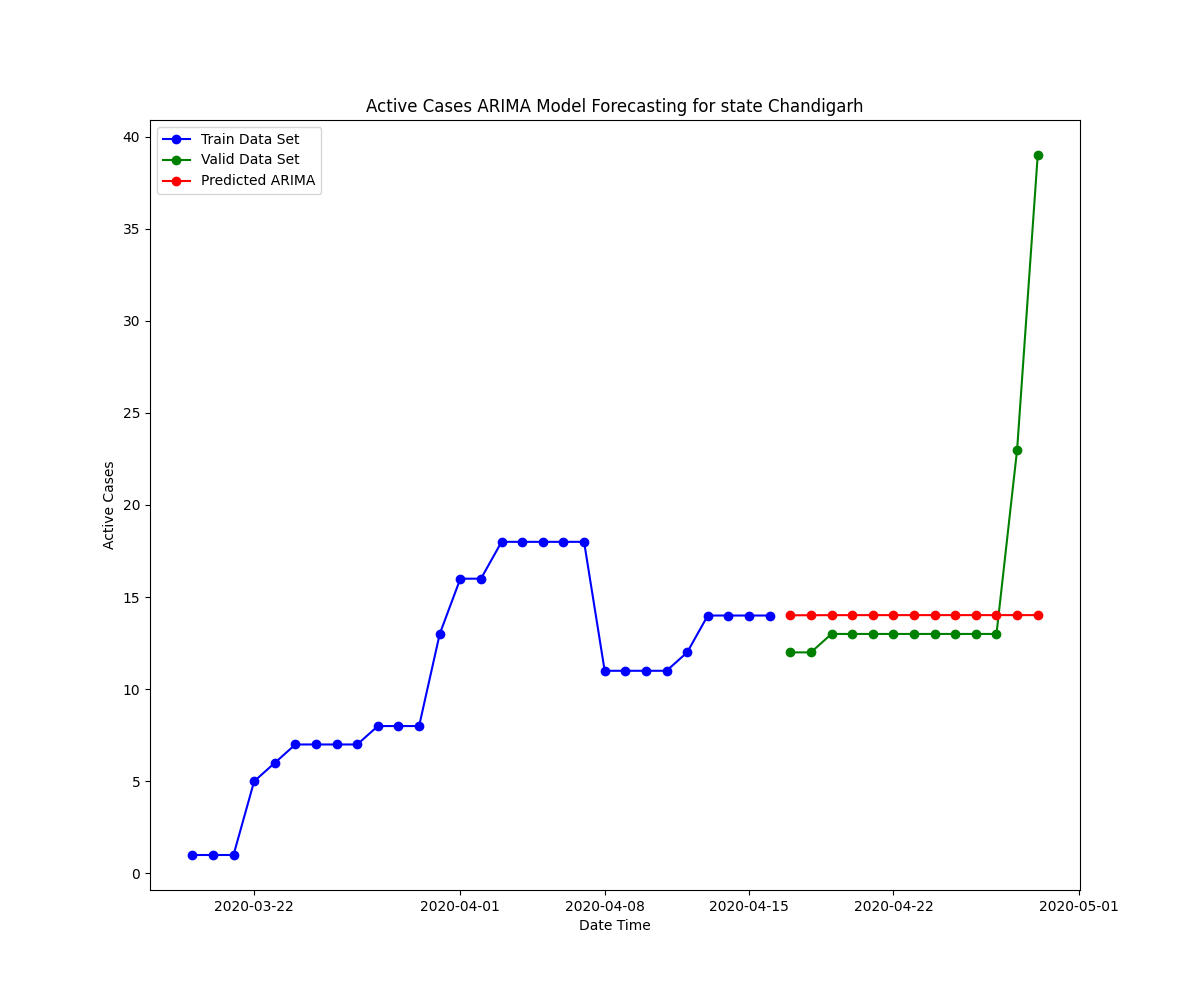 Active Cases ARIMA Model Forecasting for state Chandigarh
Train Data Set
Valid Data Set
Predicted ARIMA
40
35
30
25
20
15
10
5
0
Active Cases
2020-03-22 2020-04-01 2020-04-08 2020-04-15 2020-04-22 2020-05-01
Date Time